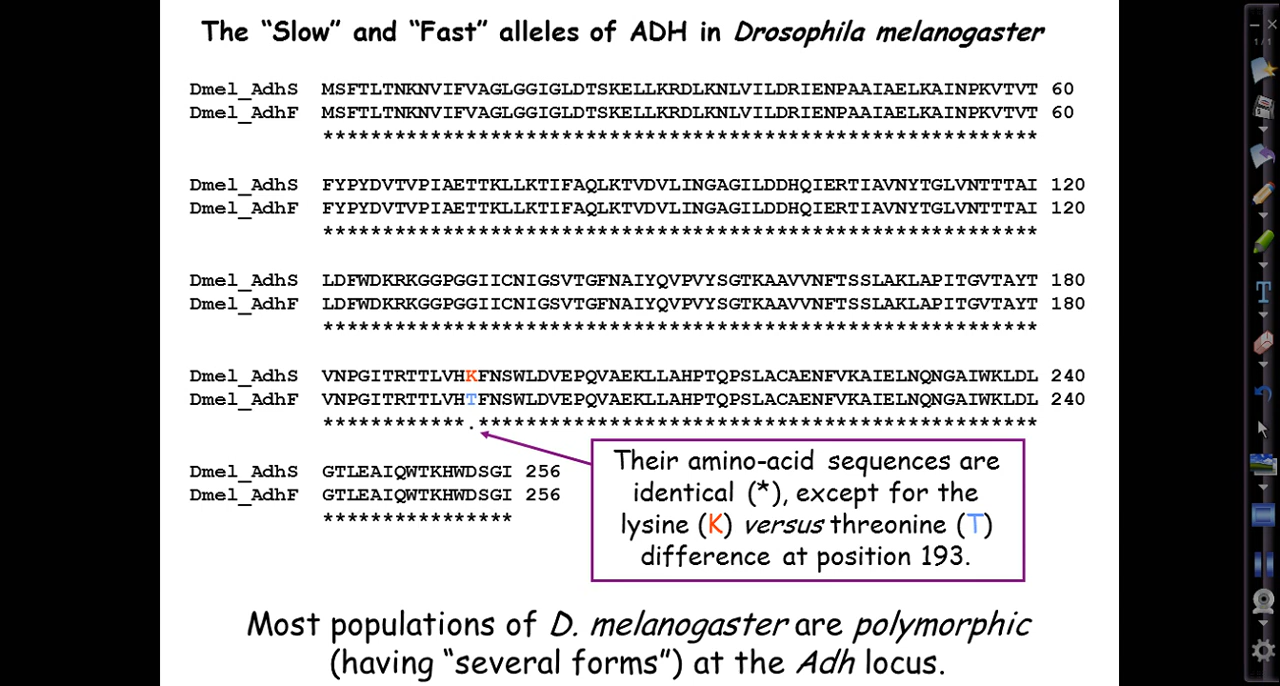 The “Slow” and “Fast” alleles of ADH in Drosophila melanogaster
Dmel_AdhS MSFTLTNKNVIFVAGLGGIGLDTSKELLKRDLKNLVILDRIENPAAIAELKAINPKVTVT 60
Dmel_AdhF MSFTLTNKNVIFVAGLGGIGLDTSKELLKRDLKNLVILDRIENPAAIAELKAINPKVTVT 60
************************************************************
Dmel_AdhS FYPYDVTVPIAETTKLLKTIFAQLKTVDVLINGAGILDDHQIERTIAVNYTGLVNTTTAI 120
Dmel_AdhF FYPYDVTVPIAETTKLLKTIFAQLKTVDVLINGAGILDDHQIERTIAVNYTGLVNTTTAI 120
************************************************************
Dmel_AdhS LDFWDKRKGGPGGIICNIGSVTGFNAIYQVPVYSGTKAAVVNFTSSLAKLAPITGVTAYT 180
Dmel_AdhF LDFWDKRKGGPGGIICNIGSVTGFNAIYQVPVYSGTKAAVVNFTSSLAKLAPITGVTAYT 180
************************************************************
Dmel_AdhS VNPGITRTTLVHKFNSWLDVEPQVAEKLLAHPTQPSLACAENFVKAIELNQNGAIWKLDL 240
Dmel_AdhF VNPGITRTTLVHTFNSWLDVEPQVAEKLLAHPTQPSLACAENFVKAIELNQNGAIWKLDL 240
************.***********************************************
Dmel_AdhS GTLEAIQWTKHWDSGI 256
Dmel_AdhF GTLEAIQWTKHWDSGI 256
****************
Their amino-acid sequences are
identical (*), except for the
lysine (K) versus threonine (T)
difference at position 193.
Most populations of D. melanogaster are polymorphic
(having “several forms”) at the Adh locus.
1/1